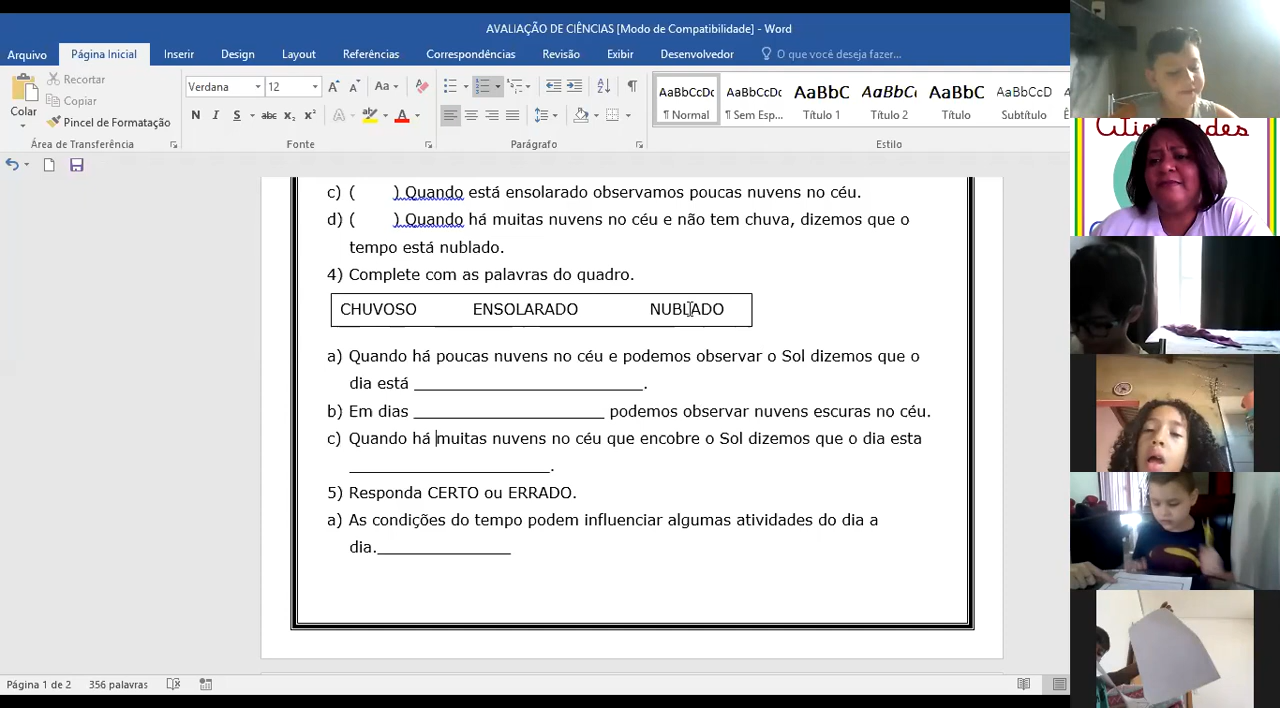 AVALIAÇÃO DE CIÊNCIAS [Modo de Compatibilidade] - Word
Arquivo Página Inicial Inserir Design Layout Referências Correspondências Revisão Exibir Desenvolvedor O que você deseja fazer...
Colar
Recortar
Copiar
Pincel de Formatação
Área de Transferência
Verdana 12
N I S abc x₂ x²
Fonte
Parágrafo
AaBbCcDc AaBbCcDc AaBbC AaBbCc AaBbC AaBbCcD
¶ Normal ¶ Sem Esp... Título 1 Título 2 Título Subtítulo
Estilo
c) ( ) Quando está ensolarado observamos poucas nuvens no céu.
d) ( ) Quando há muitas nuvens no céu e não tem chuva, dizemos que o
tempo está nublado.
4) Complete com as palavras do quadro.
CHUVOSO ENSOLARADO NUBLADO
a) Quando há poucas nuvens no céu e podemos observar o Sol dizemos que o
dia está ___________________________.
b) Em dias ______________________ podemos observar nuvens escuras no céu.
c) Quando há muitas nuvens no céu que encobre o Sol dizemos que o dia esta
________________________.
5) Responda CERTO ou ERRADO.
a) As condições do tempo podem influenciar algumas atividades do dia a
dia.________________
Página 1 de 2 356 palavras